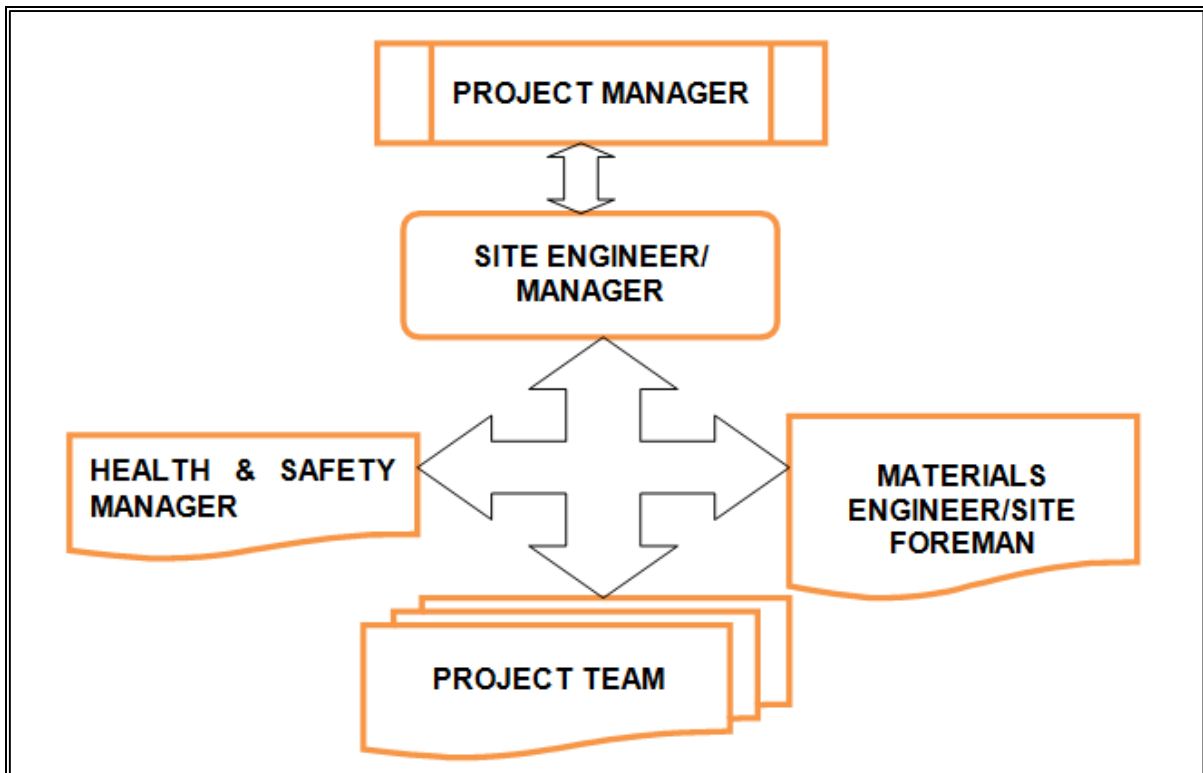 PROJECT MANAGER
SITE ENGINEER/
MANAGER
HEALTH & SAFETY
MANAGER
MATERIALS
ENGINEER/SITE
FOREMAN
PROJECT TEAM